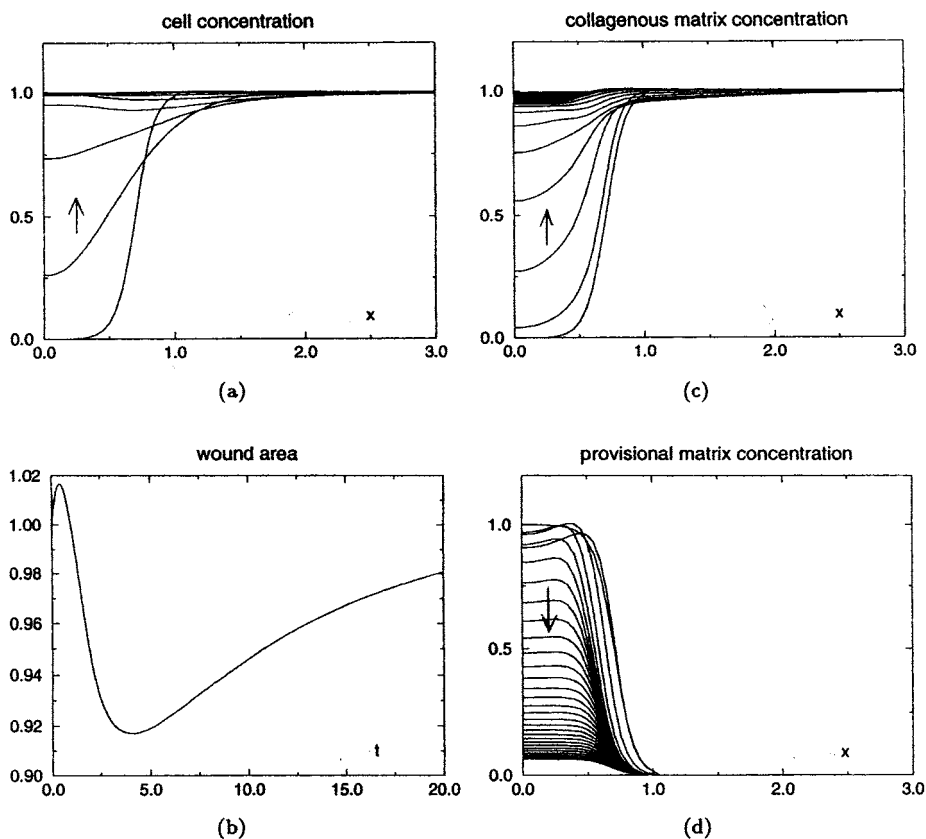 cell concentration
1.0
0.5
0.0
0.0
1.0
2.0
3.0
x
(a)
collagenous matrix concentration
1.0
0.5
0.0
0.0
1.0
2.0
3.0
x
(c)
wound area
1.02
1.00
0.98
0.96
0.94
0.92
0.90
0.0
5.0
10.0
15.0
20.0
t
(b)
provisional matrix concentration
1.0
0.5
0.0
0.0
1.0
2.0
3.0
x
(d)